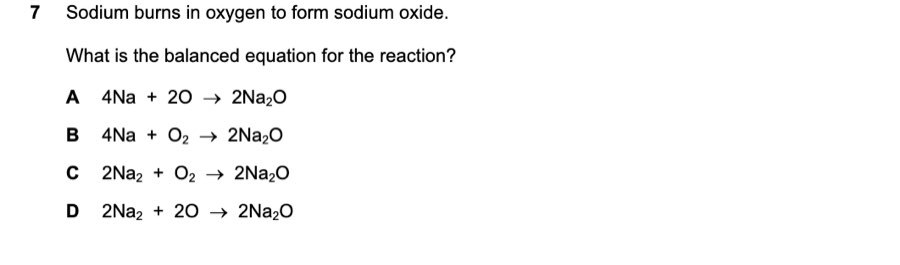 7 Sodium burns in oxygen to form sodium oxide.
What is the balanced equation for the reaction?
A 4Na + 2O → 2Na₂O
B 4Na + O₂ → 2Na₂O
C 2Na₂ + O₂ → 2Na₂O
D 2Na₂ + 2O → 2Na₂O